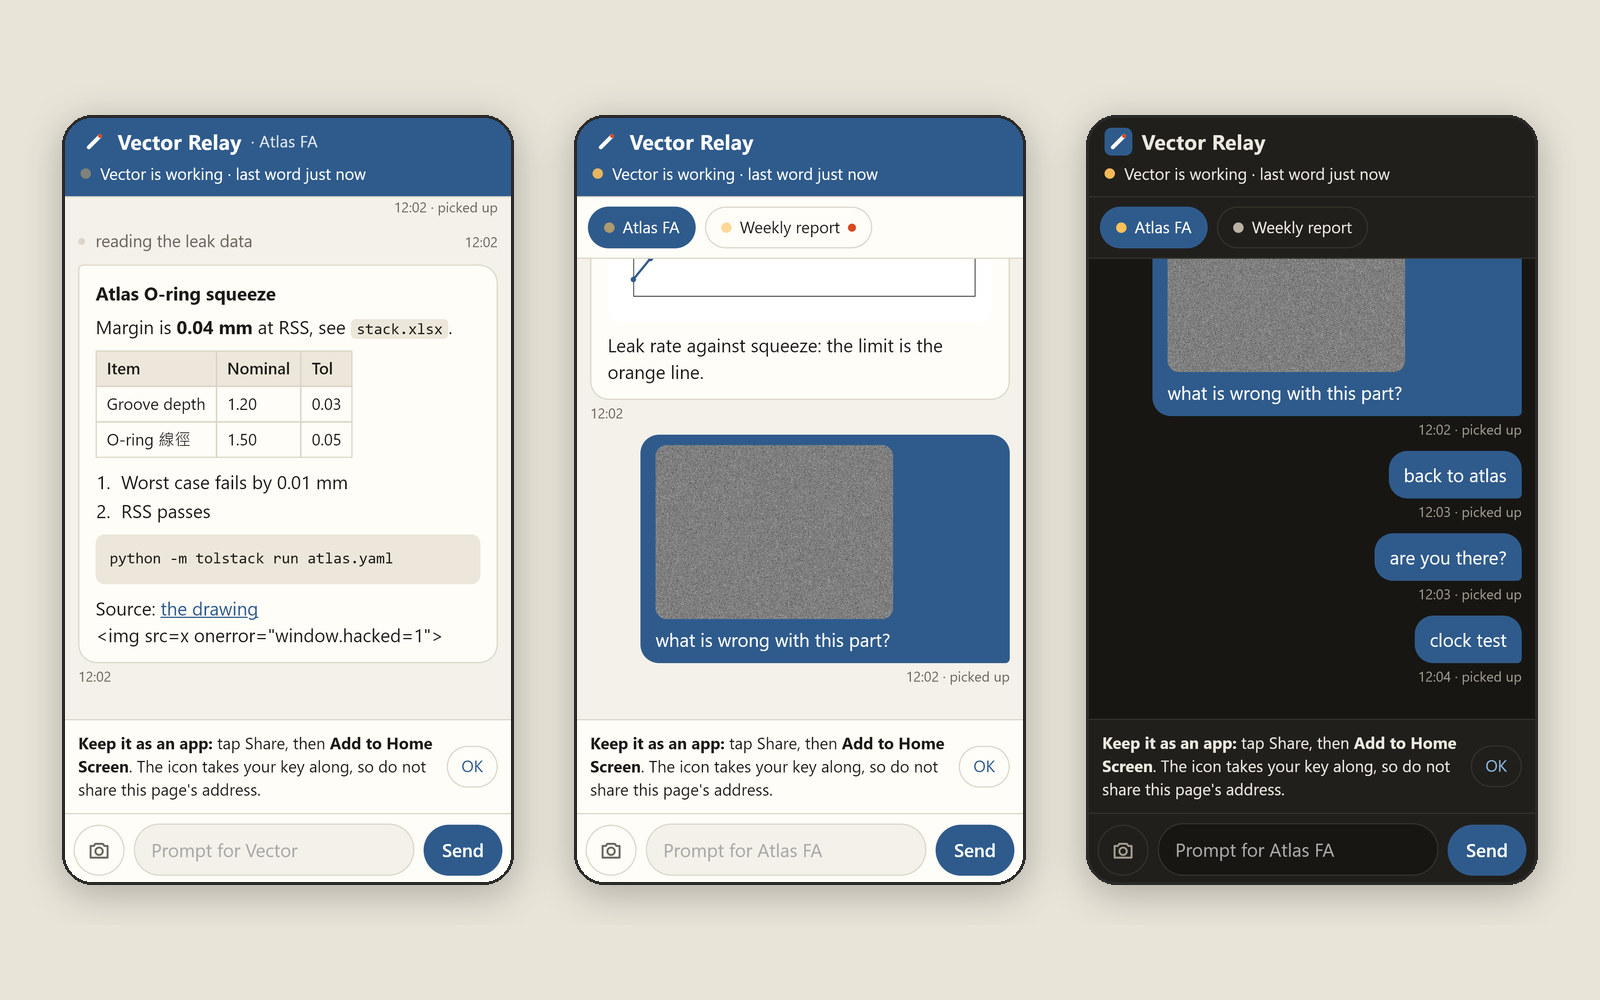 Vector Relay · Atlas FA
Vector is working · last word just now
12:02 · picked up
reading the leak data 12:02
Atlas O-ring squeeze
Margin is 0.04 mm at RSS, see stack.xlsx.
Item Nominal Tol
Groove depth 1.20 0.03
O-ring 線徑 1.50 0.05
1. Worst case fails by 0.01 mm
2. RSS passes
python -m tolstack run atlas.yaml
Source: the drawing
<img src=x onerror="window.hacked=1">
12:02
Keep it as an app: tap Share, then Add to Home
Screen. The icon takes your key along, so do not
share this page's address.
OK
Prompt for Vector
Send
Vector Relay
Vector is working · last word just now
Atlas FA
Weekly report
Leak rate against squeeze: the limit is the
orange line.
12:02
what is wrong with this part?
12:02 · picked up
Keep it as an app: tap Share, then Add to Home
Screen. The icon takes your key along, so do not
share this page's address.
OK
Prompt for Atlas FA
Send
Vector Relay
Vector is working · last word just now
Atlas FA
Weekly report
what is wrong with this part?
12:02 · picked up
back to atlas
12:03 · picked up
are you there?
12:03 · picked up
clock test
12:04 · picked up
Keep it as an app: tap Share, then Add to Home
Screen. The icon takes your key along, so do not
share this page's address.
OK
Prompt for Atlas FA
Send